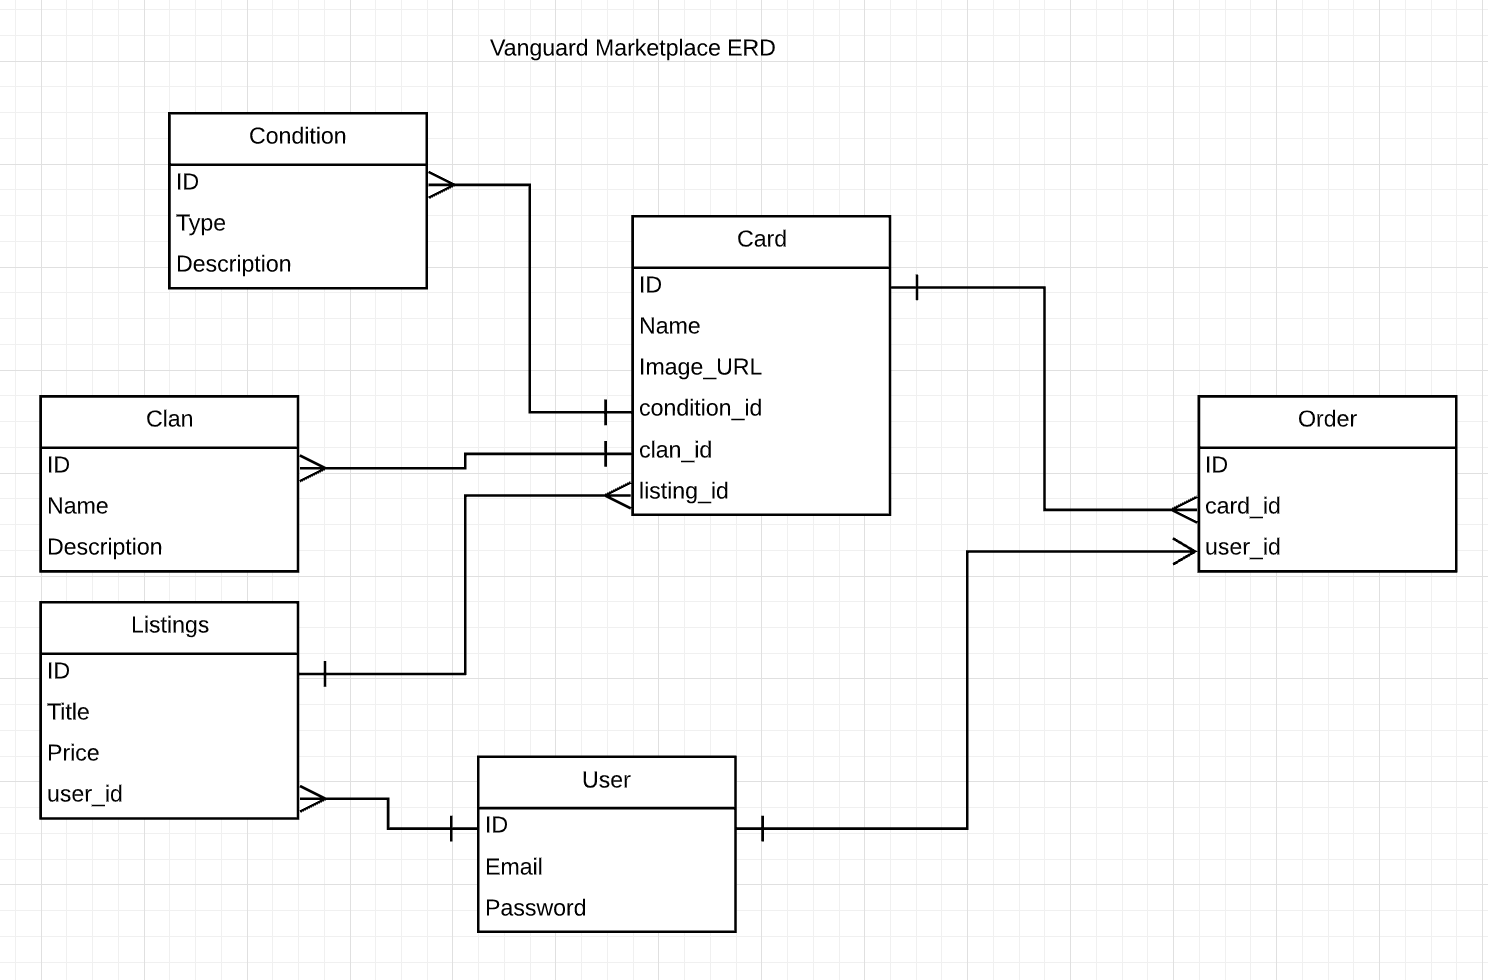 Vanguard Marketplace ERD
Condition
ID
Type
Description
Card
ID
Name
Image_URL
condition_id
clan_id
listing_id
Clan
ID
Name
Description
Order
ID
card_id
user_id
Listings
ID
Title
Price
user_id
User
ID
Email
Password